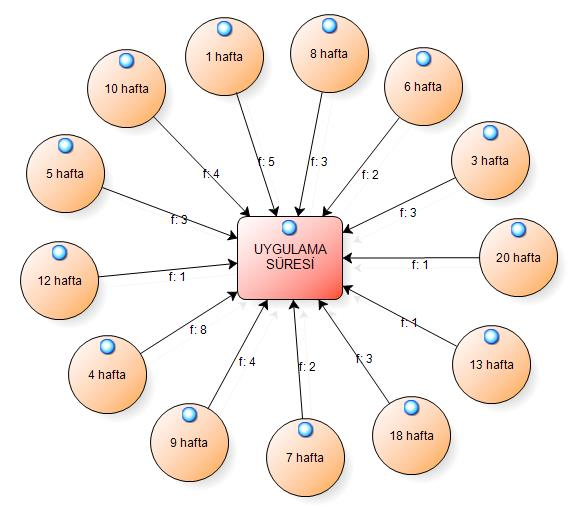 1 hafta
8 hafta
10 hafta
6 hafta
f: 5
f: 3
3 hafta
5 hafta
f: 4
f: 2
f: 3
f: 3
UYGULAMA
SÜRESİ
20 hafta
f: 1
12 hafta
f: 1
f: 8
f: 1
13 hafta
4 hafta
f: 4
f: 2
f: 3
9 hafta
18 hafta
7 hafta